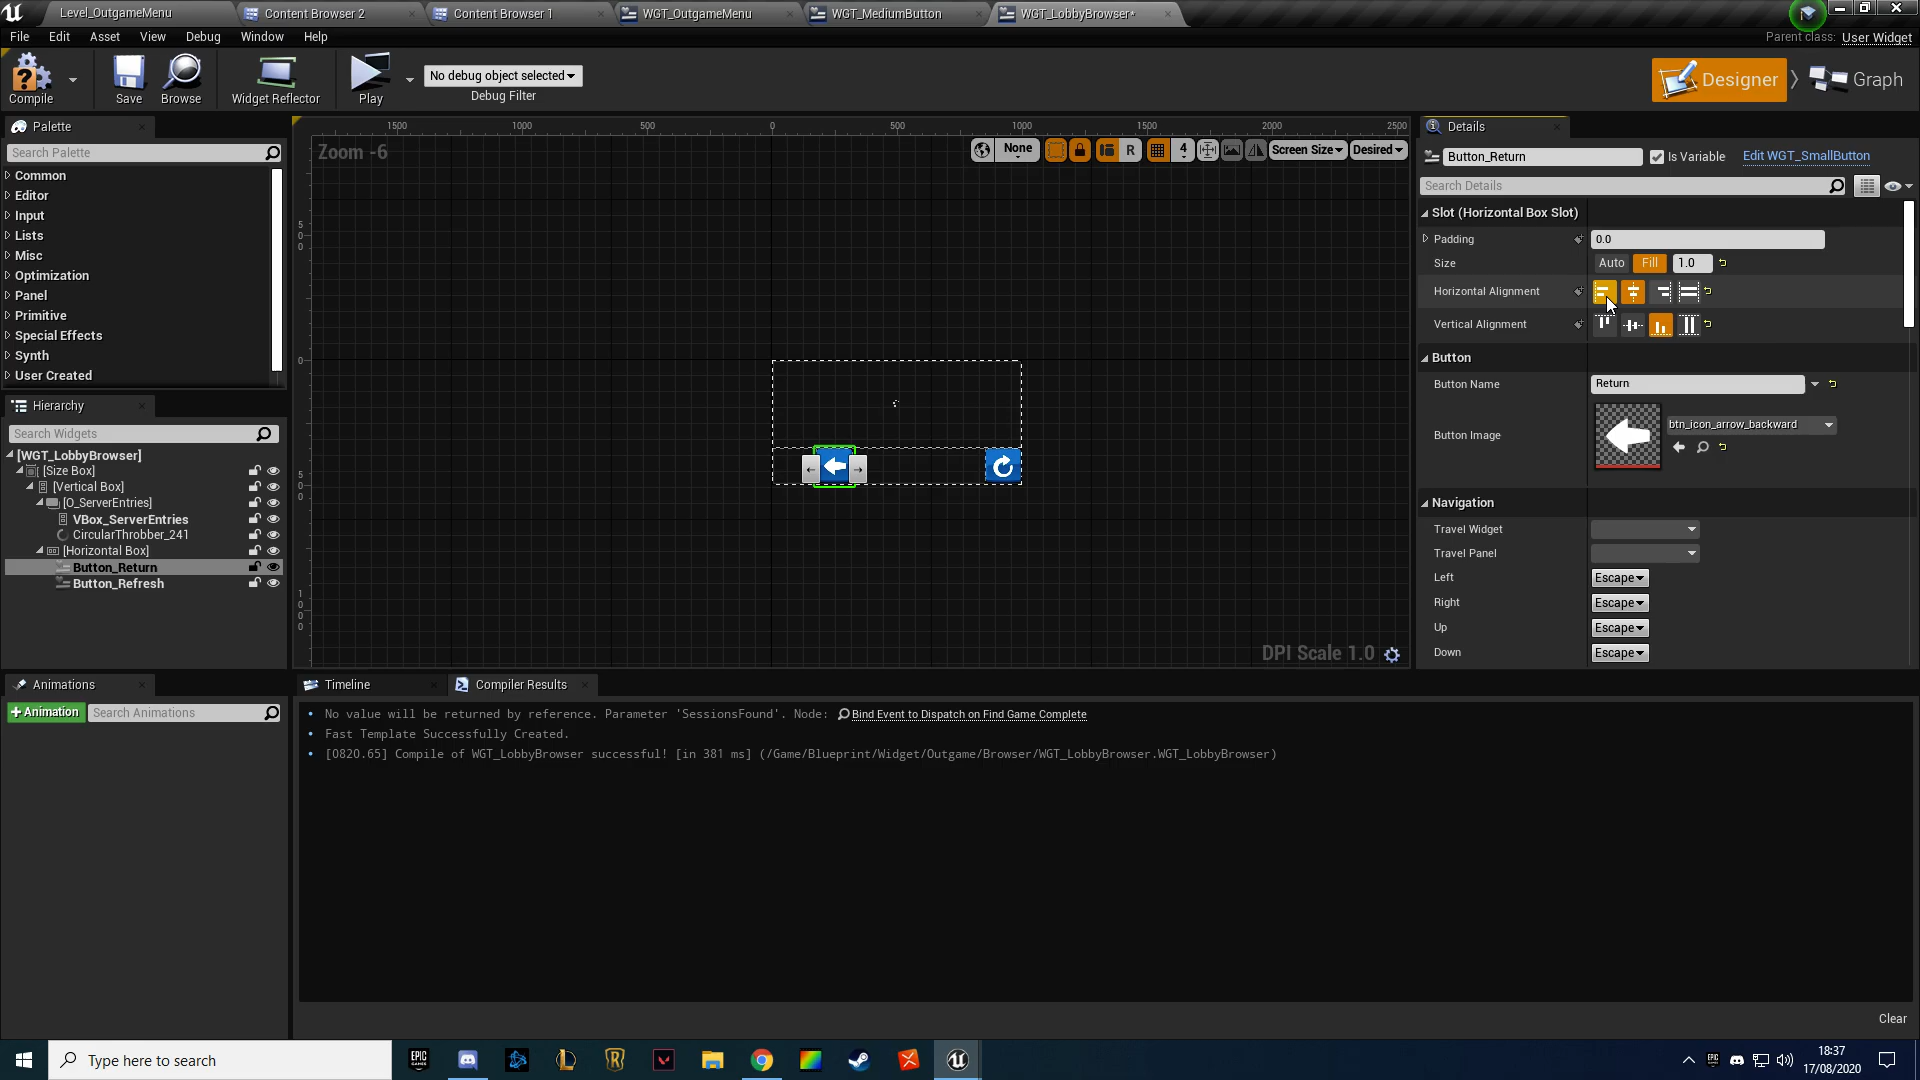 Level_OutgameMenu
Content Browser 2
Content Browser 1
WGT_OutgameMenu
WGT_MediumButton
WGT_LobbyBrowser*
File Edit Asset View Debug Window Help
Parent class: User Widget
Compile
Save
Browse
Widget Reflector
Play
No debug object selected
Debug Filter
Designer
Graph
Palette
Search Palette
Common
Editor
Input
Lists
Misc
Optimization
Panel
Primitive
Special Effects
Synth
User Created
Hierarchy
Search Widgets
[WGT_LobbyBrowser]
[Size Box]
[Vertical Box]
[O_ServerEntries]
VBox_ServerEntries
CircularThrobber_241
[Horizontal Box]
Button_Return
Button_Refresh
1500 1000 500 0 500 1000 1500 2000 2500
Zoom -6
None
R
4
Screen Size
Desired
500
0
500
1000
DPI Scale 1.0
Details
Button_Return
Is Variable
Edit WGT_SmallButton
Search Details
Slot (Horizontal Box Slot)
Padding 0.0
Size Auto Fill 1.0
Horizontal Alignment
Vertical Alignment
Button
Button Name Return
Button Image btn_icon_arrow_backward
Navigation
Travel Widget
Travel Panel
Left Escape
Right Escape
Up Escape
Down Escape
Animations
+Animation
Search Animations
Timeline
Compiler Results
No value will be returned by reference. Parameter 'SessionsFound'. Node: Bind Event to Dispatch on Find Game Complete
Fast Template Successfully Created.
[0820.65] Compile of WGT_LobbyBrowser successful! [in 381 ms] (/Game/Blueprint/Widget/Outgame/Browser/WGT_LobbyBrowser.WGT_LobbyBrowser)
Clear
Type here to search
EPIC GAMES
18:37
17/08/2020